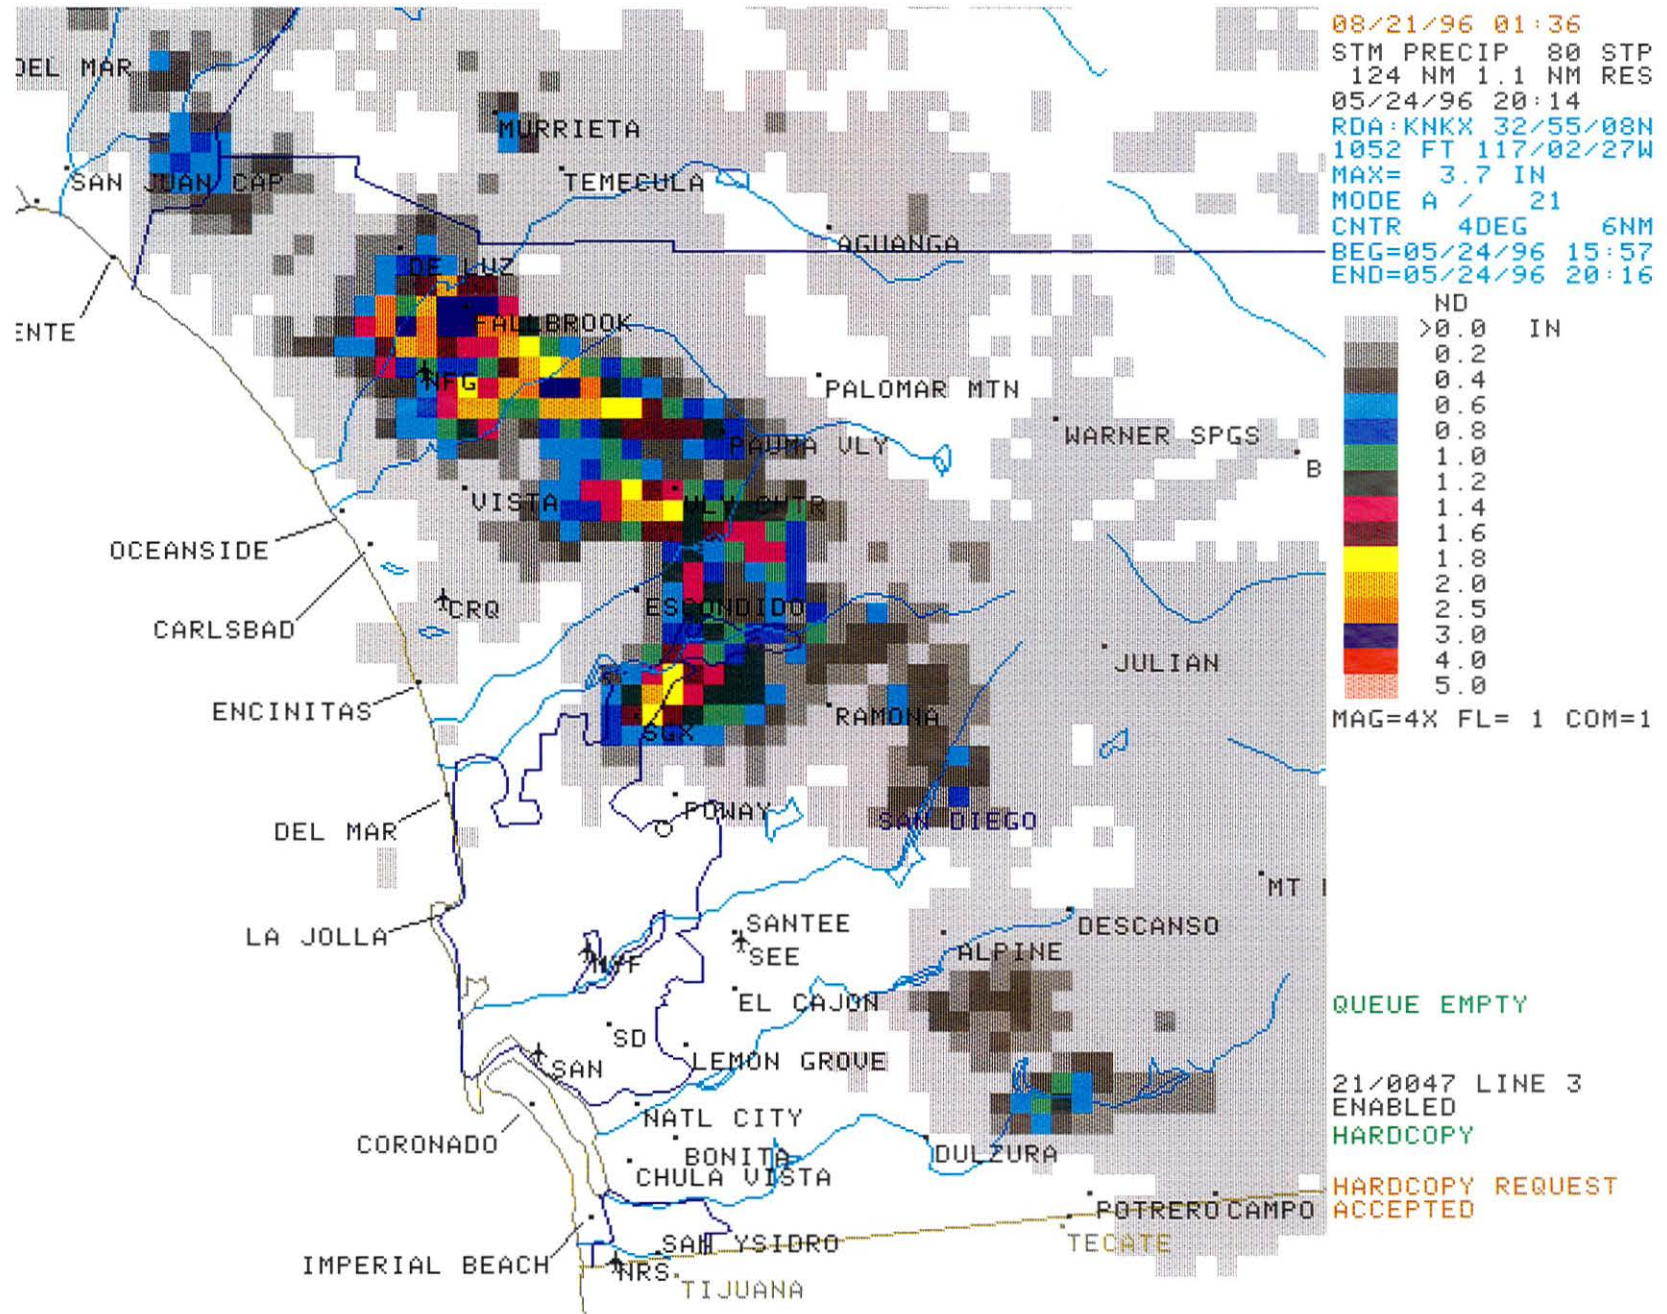 08/21/96 01:36
STM PRECIP 80 STP
124 NM 1.1 NM RES
05/24/96 20:14
RDA:KNKX 32/55/08N
1052 FT 117/02/27W
MAX= 3.7 IN
MODE A / 21
CNTR 4DEG 6NM
BEG=05/24/96 15:57
END=05/24/96 20:16
ND
>0.0 IN
0.2
0.4
0.6
0.8
1.0
1.2
1.4
1.6
1.8
2.0
2.5
3.0
4.0
5.0
MAG=4X FL= 1 COM=1
QUEUE EMPTY
21/0047 LINE 3
ENABLED
HARDCOPY
HARDCOPY REQUEST
ACCEPTED
DEL MAR
MURRIETA
SAN JUAN CAP
TEMECULA
AGUANGA
DE LUZ
ENTE
FALLBROOK
NFG
PALOMAR MTN
WARNER SPGS
PAUMA VLY
B
VISTA
VLY CNTR
OCEANSIDE
CRQ
ESCONDIDO
CARLSBAD
JULIAN
ENCINITAS
RAMONA
SGX
POWAY
DEL MAR
SAN DIEGO
MT
LA JOLLA
SANTEE
SEE
DESCANSO
ALPINE
EL CAJON
SD
SAN
LEMON GROVE
NATL CITY
CORONADO
BONITA
DULZURA
CHULA VISTA
POTRERO
CAMPO
TECATE
SAN YSIDRO
IMPERIAL BEACH
NRS
TIJUANA